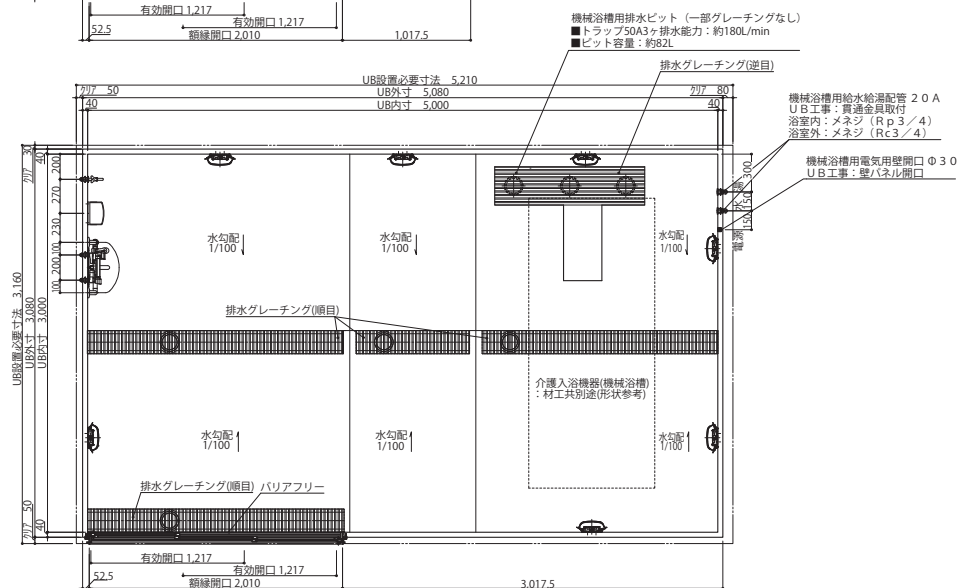 有効開口 1,217
有効開口 1,217
52.5
額縁開口 2,010
1,017.5
機械浴槽用排水ピット（一部グレーチングなし）
■トラップ50A3ヶ排水能力：約180L/min
■ピット容量：約82L
排水グレーチング(逆目)
UB設置必要寸法 5,210
クリア 50
UB外寸 5,080
クリア 80
40
UB内寸 5,000
40
機械浴槽用給水給湯配管 20A
UB工事：貫通金具取付
浴室内：メネジ（Rp3／4）
浴室外：メネジ（Rc3／4）
機械浴槽用電気用壁開口 Φ30
UB工事：壁パネル開口
クリア 30
40
200
270
230
100
200
100
UB設置必要寸法 3,160
UB外寸 3,080
UB内寸 3,000
300
湯
150
水
150
電源
水勾配
1/100
水勾配
1/100
水勾配
1/100
排水グレーチング(順目)
介護入浴機器(機械浴槽)
：材工共別途(形状参考)
水勾配
1/100
水勾配
1/100
水勾配
1/100
排水グレーチング(順目)
バリアフリー
クリア 50
40
有効開口 1,217
有効開口 1,217
52.5
額縁開口 2,010
3,017.5